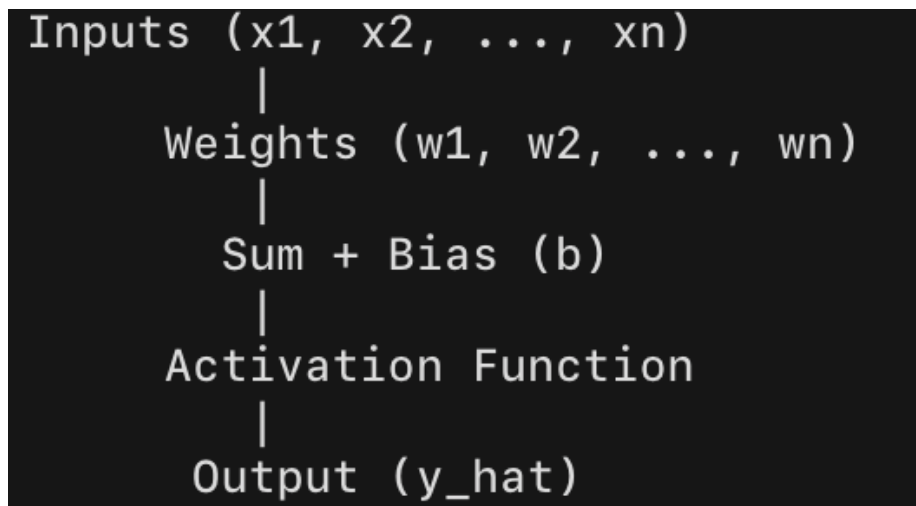 Inputs (x1, x2, ..., xn)
|
Weights (w1, w2, ..., wn)
|
Sum + Bias (b)
|
Activation Function
|
Output (y_hat)